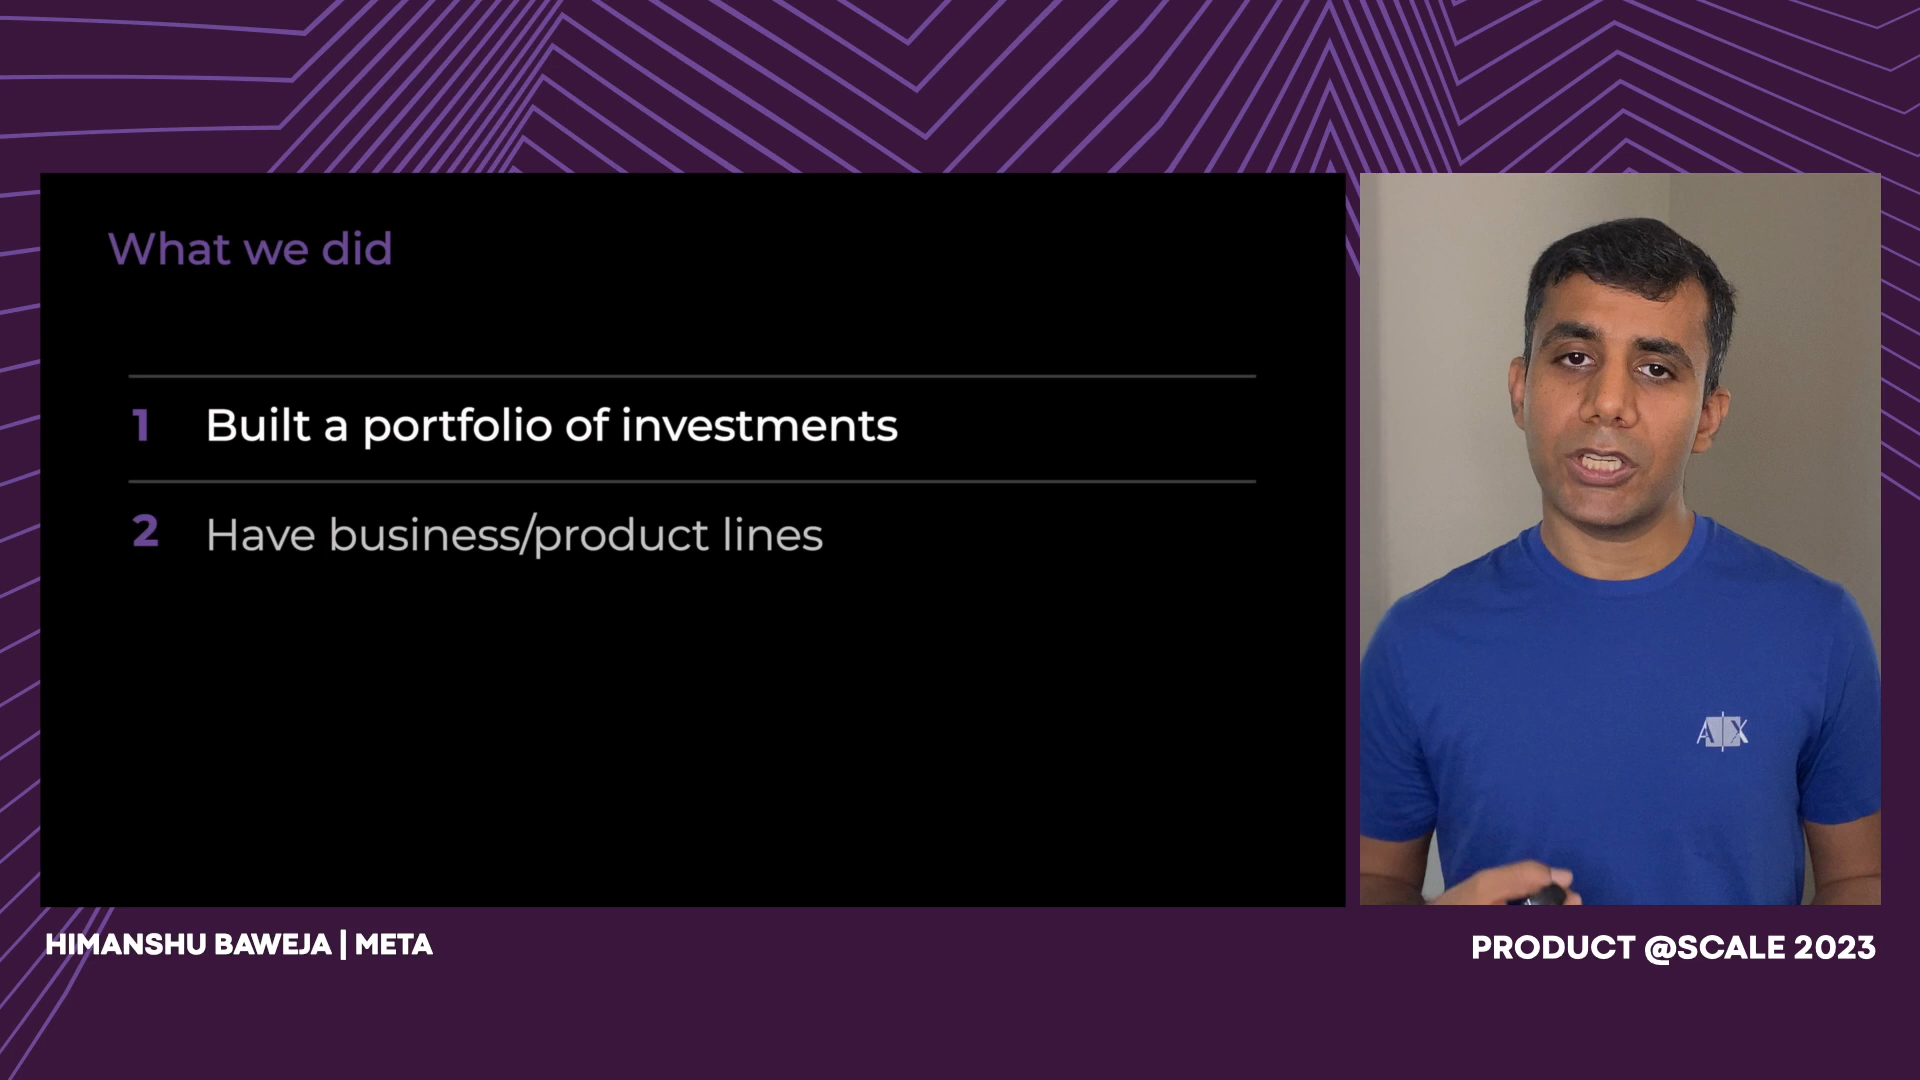 What we did
1 Built a portfolio of investments
2 Have business/product lines
A|X
HIMANSHU BAWEJA | META
PRODUCT @SCALE 2023